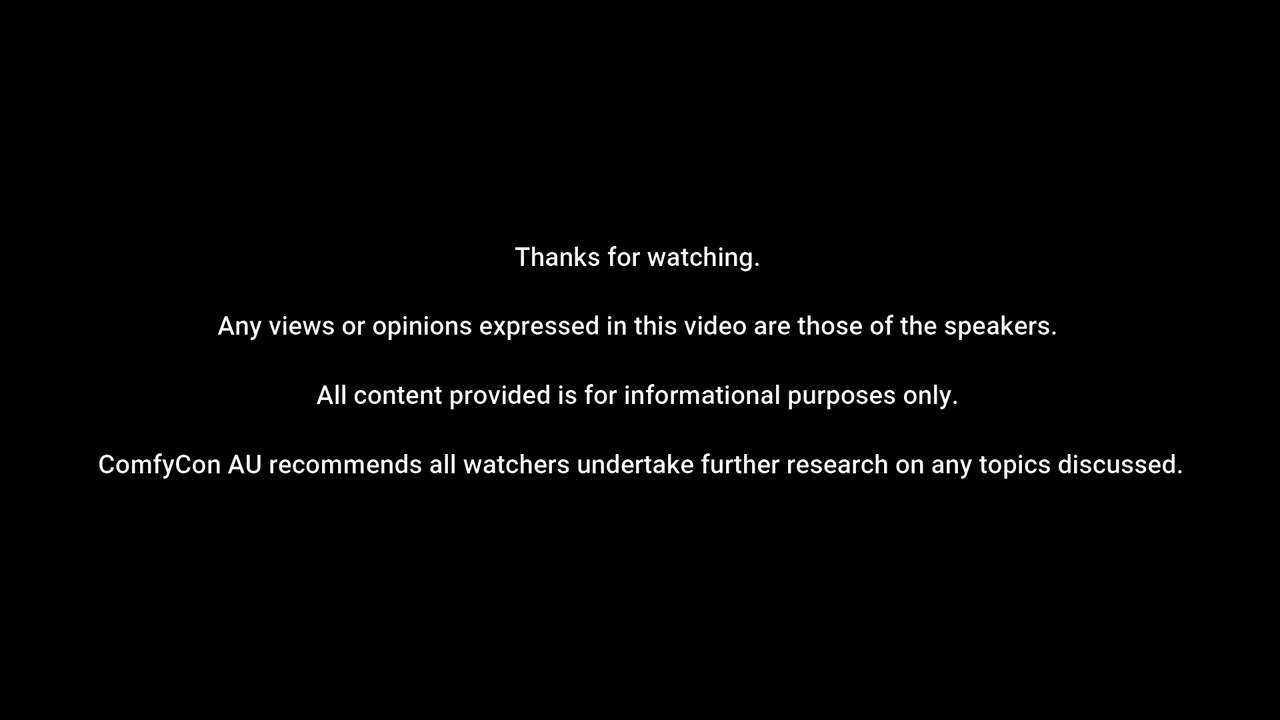 Thanks for watching.
Any views or opinions expressed in this video are those of the speakers.
All content provided is for informational purposes only.
ComfyCon AU recommends all watchers undertake further research on any topics discussed.